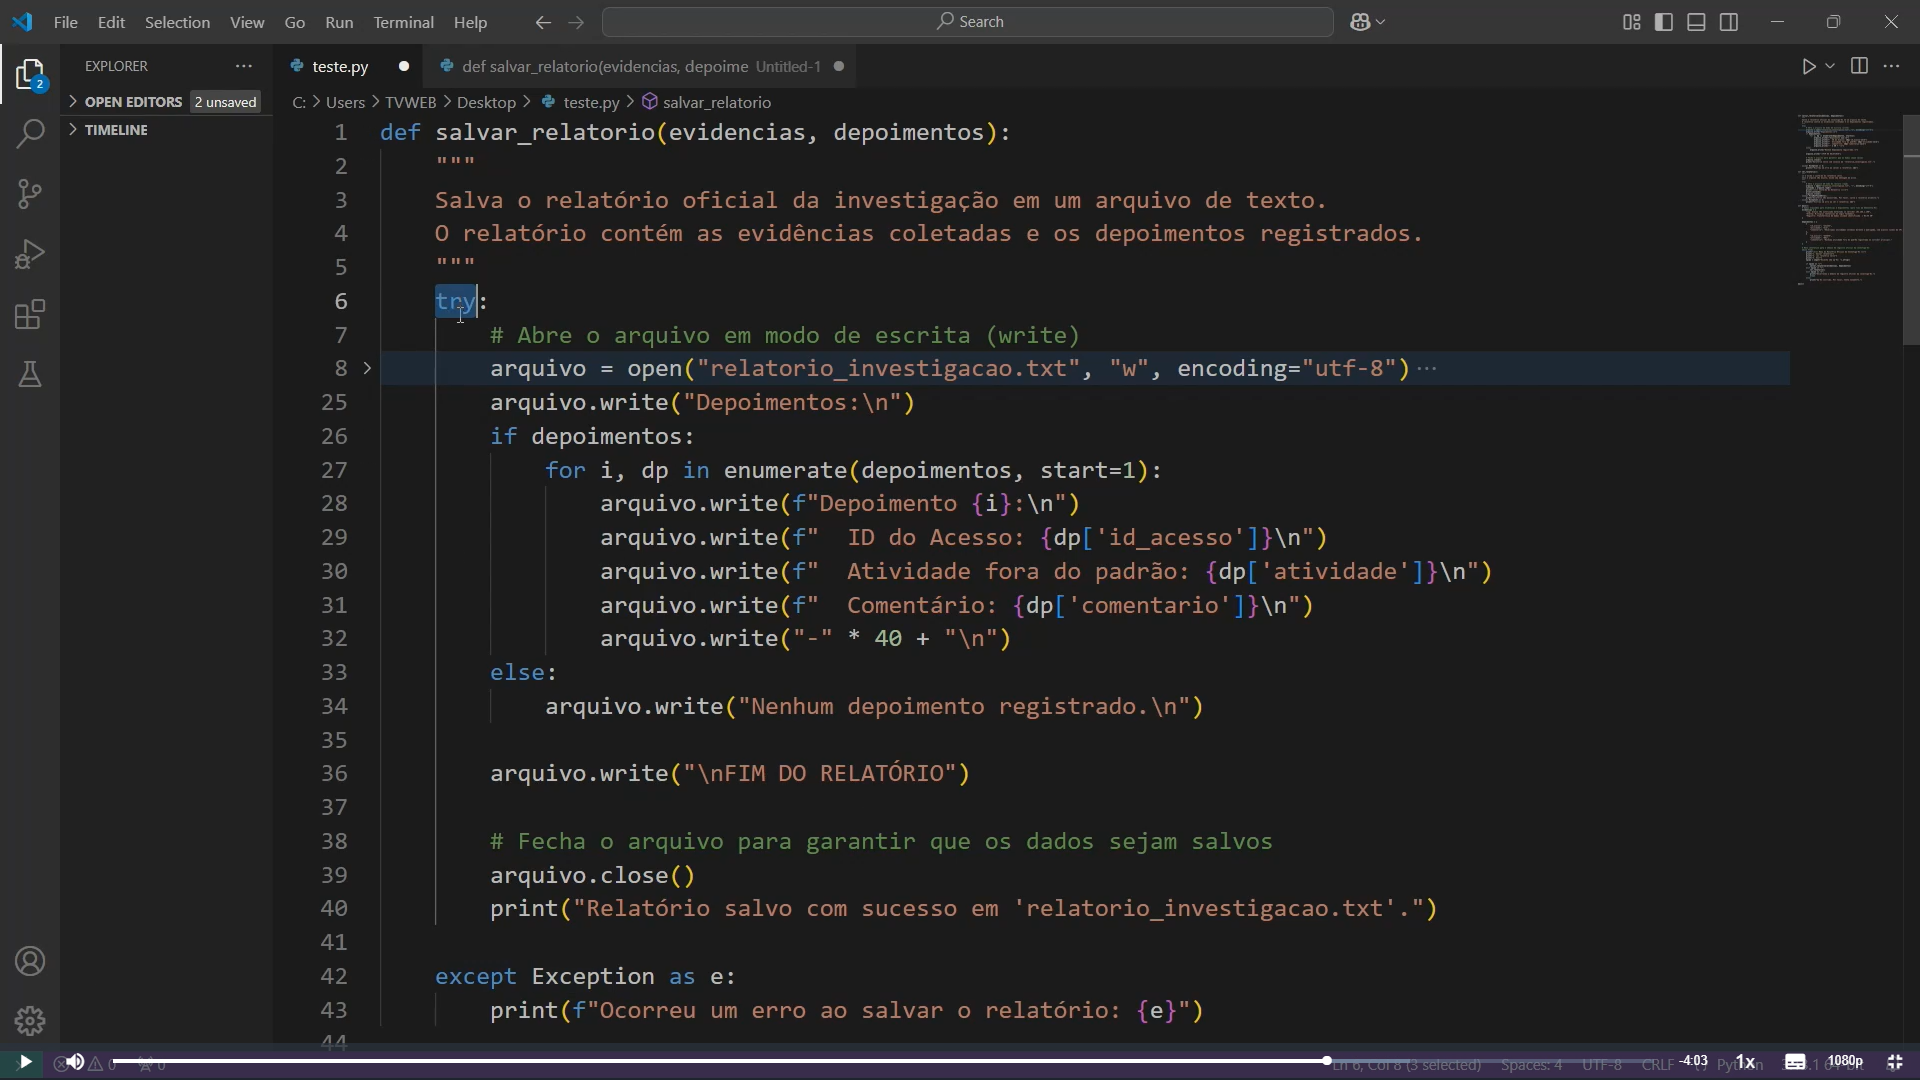 File Edit Selection View Go Run Terminal Help
Search
EXPLORER
teste.py
def salvar_relatorio(evidencias, depoime Untitled-1
2
OPEN EDITORS 2 unsaved
TIMELINE
C: > Users > TVWEB > Desktop > teste.py > salvar_relatorio
1 def salvar_relatorio(evidencias, depoimentos):
2 """
3 Salva o relatório oficial da investigação em um arquivo de texto.
4 O relatório contém as evidências coletadas e os depoimentos registrados.
5 """
6 try:
7 # Abre o arquivo em modo de escrita (write)
8 arquivo = open("relatorio_investigacao.txt", "w", encoding="utf-8") ···
25 arquivo.write("Depoimentos:\n")
26 if depoimentos:
27 for i, dp in enumerate(depoimentos, start=1):
28 arquivo.write(f"Depoimento {i}:\n")
29 arquivo.write(f"  ID do Acesso: {dp['id_acesso']}\n")
30 arquivo.write(f"  Atividade fora do padrão: {dp['atividade']}\n")
31 arquivo.write(f"  Comentário: {dp['comentario']}\n")
32 arquivo.write("-" * 40 + "\n")
33 else:
34 arquivo.write("Nenhum depoimento registrado.\n")
35
36 arquivo.write("\nFIM DO RELATÓRIO")
37
38 # Fecha o arquivo para garantir que os dados sejam salvos
39 arquivo.close()
40 print("Relatório salvo com sucesso em 'relatorio_investigacao.txt'.")
41
42 except Exception as e:
43 print(f"Ocorreu um erro ao salvar o relatório: {e}")
44
0 0 Ln 6, Col 8 (3 selected) Spaces: 4 UTF-8 CRLF Python
-4:03 1x 1080p